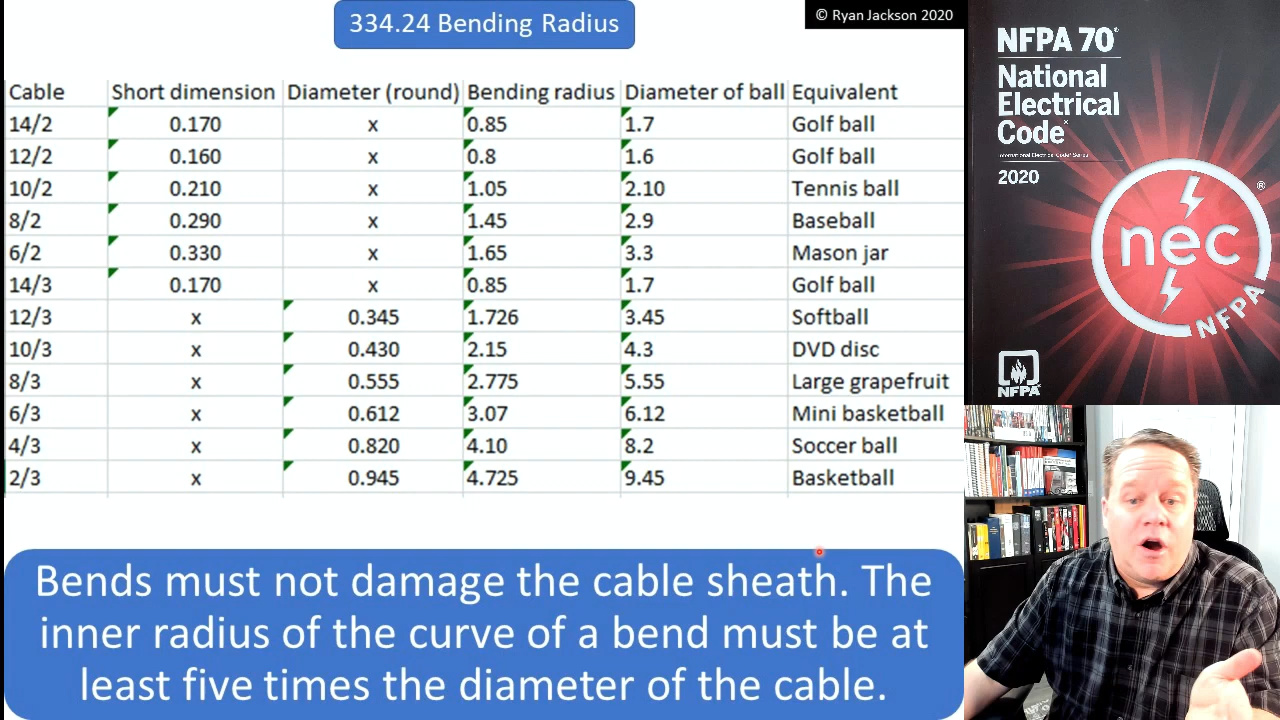 334.24 Bending Radius
© Ryan Jackson 2020
Cable Short dimension Diameter (round) Bending radius Diameter of ball Equivalent
14/2 0.170 x 0.85 1.7 Golf ball
12/2 0.160 x 0.8 1.6 Golf ball
10/2 0.210 x 1.05 2.10 Tennis ball
8/2 0.290 x 1.45 2.9 Baseball
6/2 0.330 x 1.65 3.3 Mason jar
14/3 0.170 x 0.85 1.7 Golf ball
12/3 x 0.345 1.726 3.45 Softball
10/3 x 0.430 2.15 4.3 DVD disc
8/3 x 0.555 2.775 5.55 Large grapefruit
6/3 x 0.612 3.07 6.12 Mini basketball
4/3 x 0.820 4.10 8.2 Soccer ball
2/3 x 0.945 4.725 9.45 Basketball
Bends must not damage the cable sheath. The
inner radius of the curve of a bend must be at
least five times the diameter of the cable.
NFPA 70®
National
Electrical
Code®
International Electrical Code® Series
2020
nec®
NFPA
NFPA